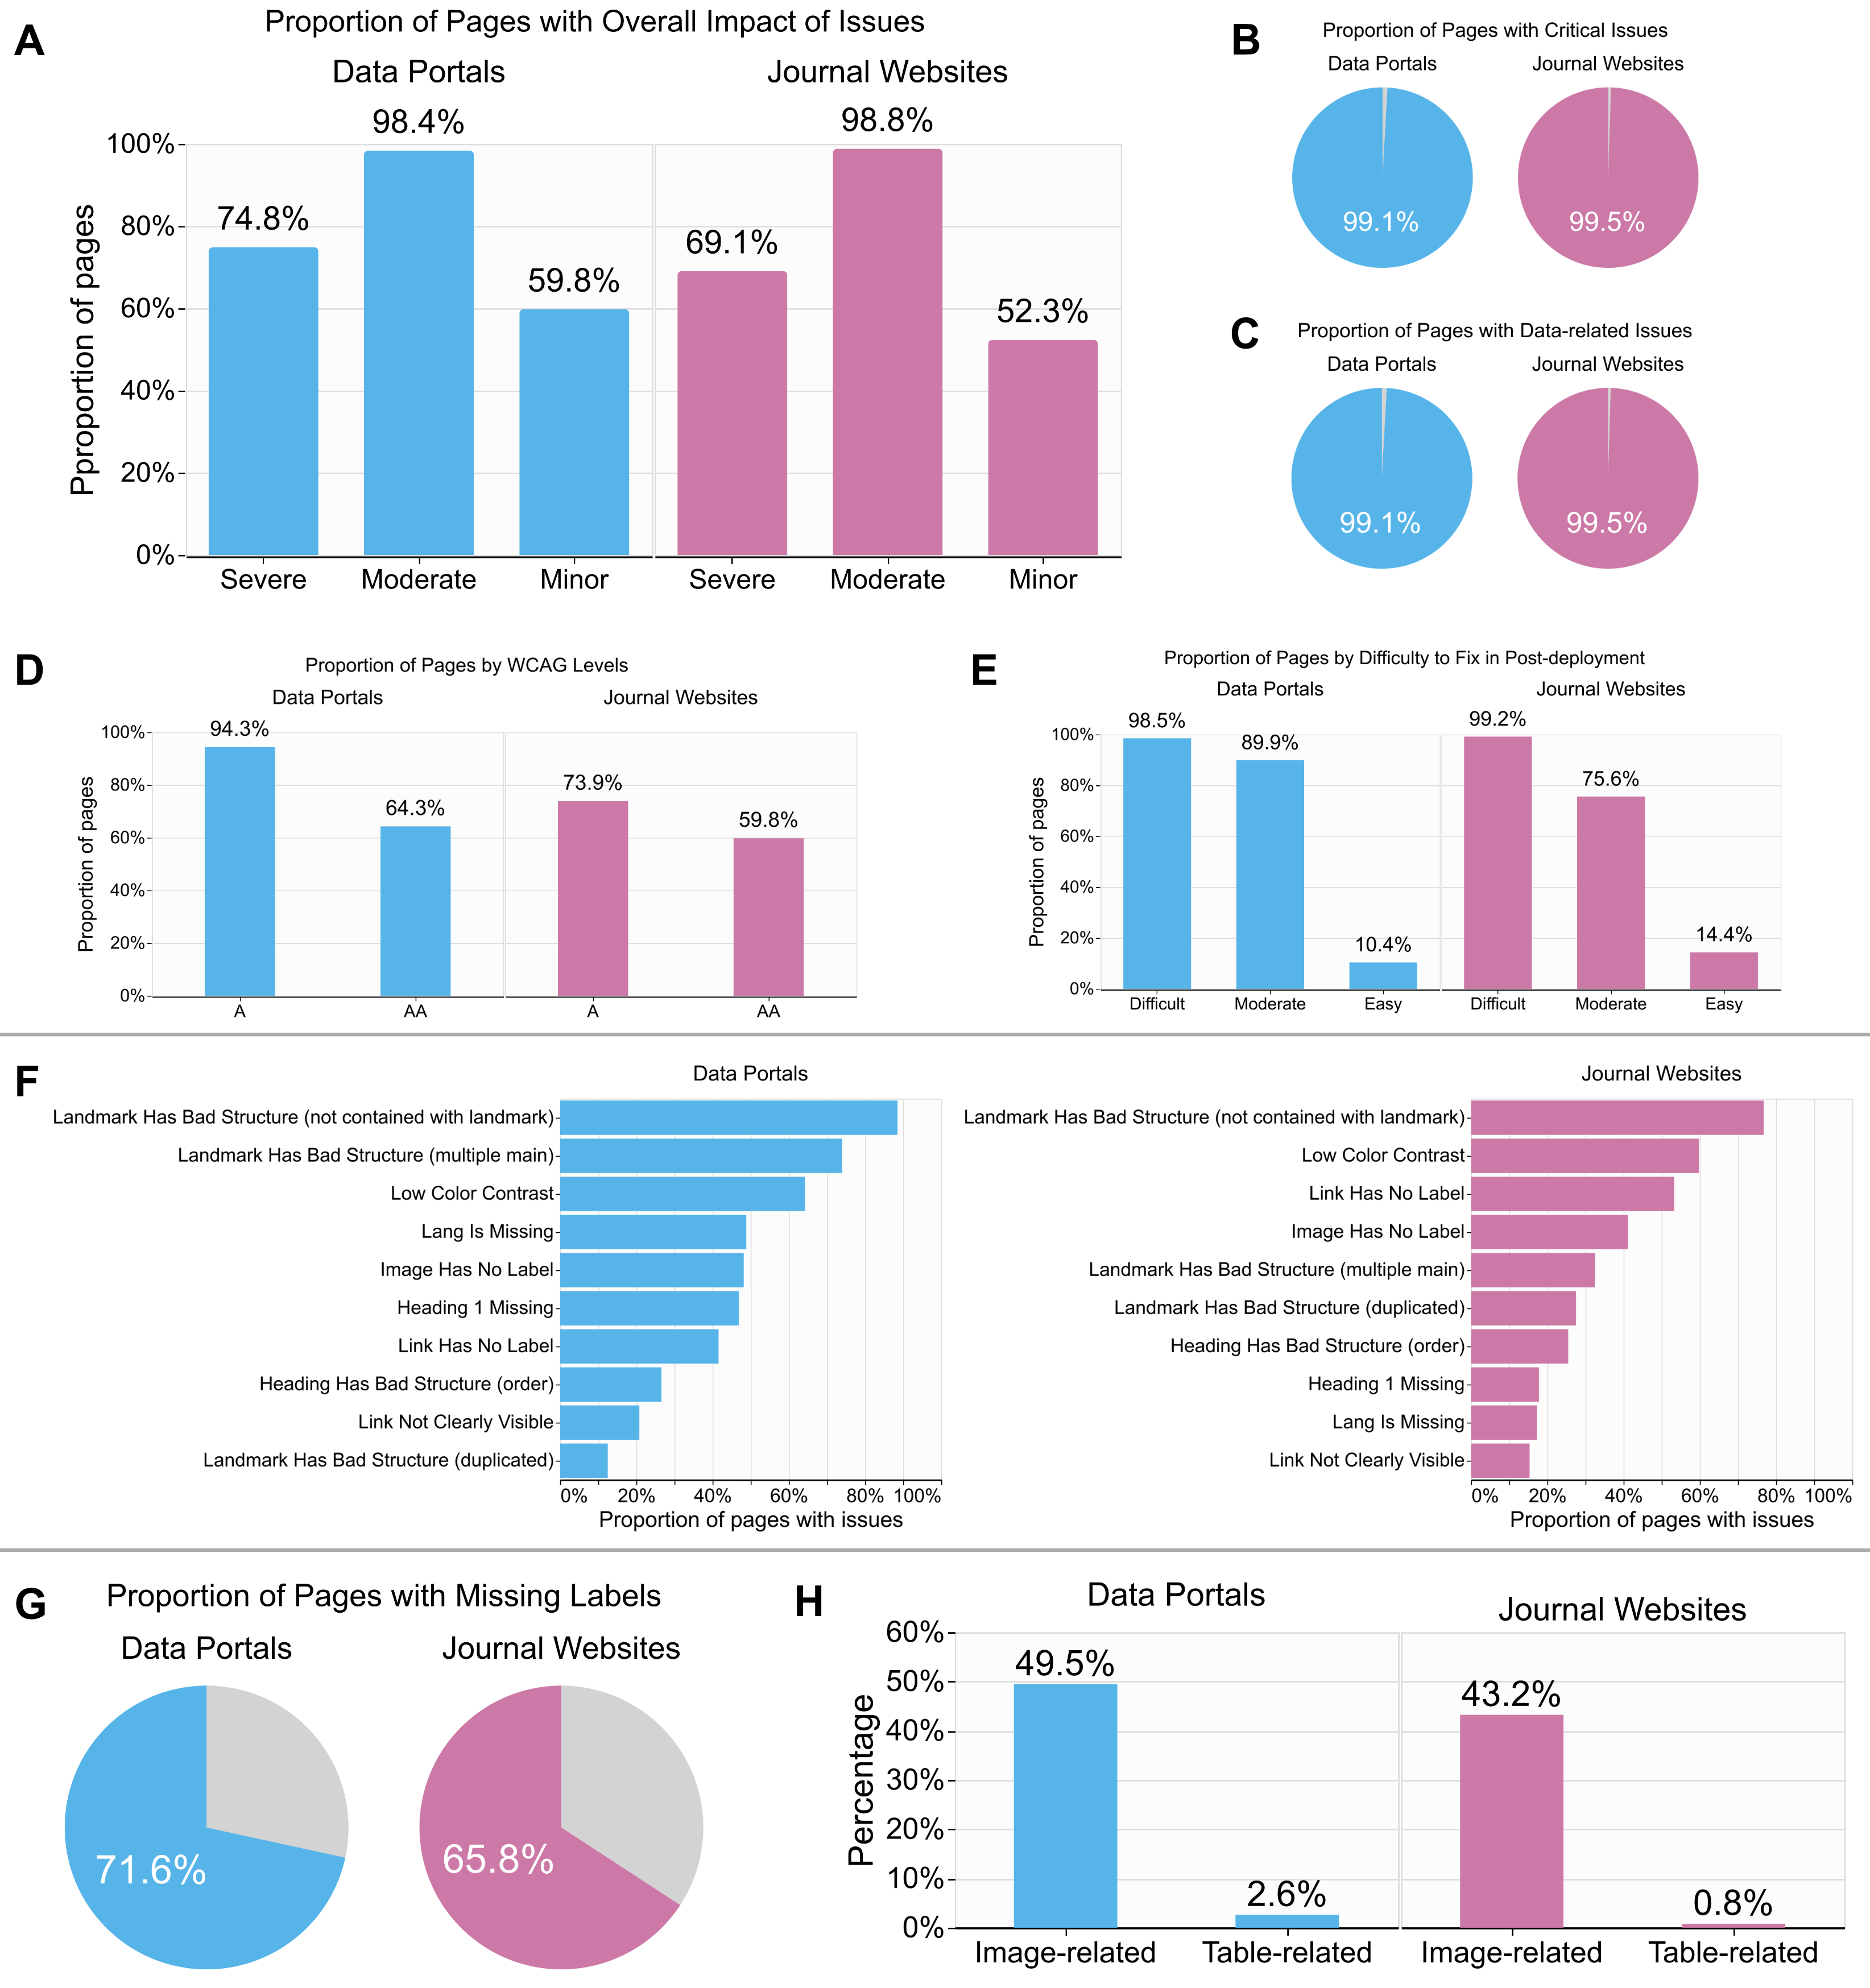 A
Proportion of Pages with Overall Impact of Issues
Data Portals
Journal Websites
Pproportion of pages
100%
80%
60%
40%
20%
0%
74.8%
98.4%
59.8%
69.1%
98.8%
52.3%
Severe
Moderate
Minor
Severe
Moderate
Minor
B
Proportion of Pages with Critical Issues
Data Portals
Journal Websites
99.1%
99.5%
C
Proportion of Pages with Data-related Issues
Data Portals
Journal Websites
99.1%
99.5%
D
Proportion of Pages by WCAG Levels
Data Portals
Journal Websites
Proportion of pages
100%
80%
60%
40%
20%
0%
94.3%
64.3%
73.9%
59.8%
A
AA
A
AA
E
Proportion of Pages by Difficulty to Fix in Post-deployment
Data Portals
Journal Websites
Proportion of pages
100%
80%
60%
40%
20%
0%
98.5%
89.9%
10.4%
99.2%
75.6%
14.4%
Difficult
Moderate
Easy
Difficult
Moderate
Easy
F
Data Portals
Landmark Has Bad Structure (not contained with landmark)
Landmark Has Bad Structure (multiple main)
Low Color Contrast
Lang Is Missing
Image Has No Label
Heading 1 Missing
Link Has No Label
Heading Has Bad Structure (order)
Link Not Clearly Visible
Landmark Has Bad Structure (duplicated)
0% 20% 40% 60% 80% 100%
Proportion of pages with issues
Journal Websites
Landmark Has Bad Structure (not contained with landmark)
Low Color Contrast
Link Has No Label
Image Has No Label
Landmark Has Bad Structure (multiple main)
Landmark Has Bad Structure (duplicated)
Heading Has Bad Structure (order)
Heading 1 Missing
Lang Is Missing
Link Not Clearly Visible
0% 20% 40% 60% 80% 100%
Proportion of pages with issues
G
Proportion of Pages with Missing Labels
Data Portals
Journal Websites
71.6%
65.8%
H
Data Portals
Journal Websites
Percentage
60%
50%
40%
30%
20%
10%
0%
49.5%
2.6%
43.2%
0.8%
Image-related
Table-related
Image-related
Table-related